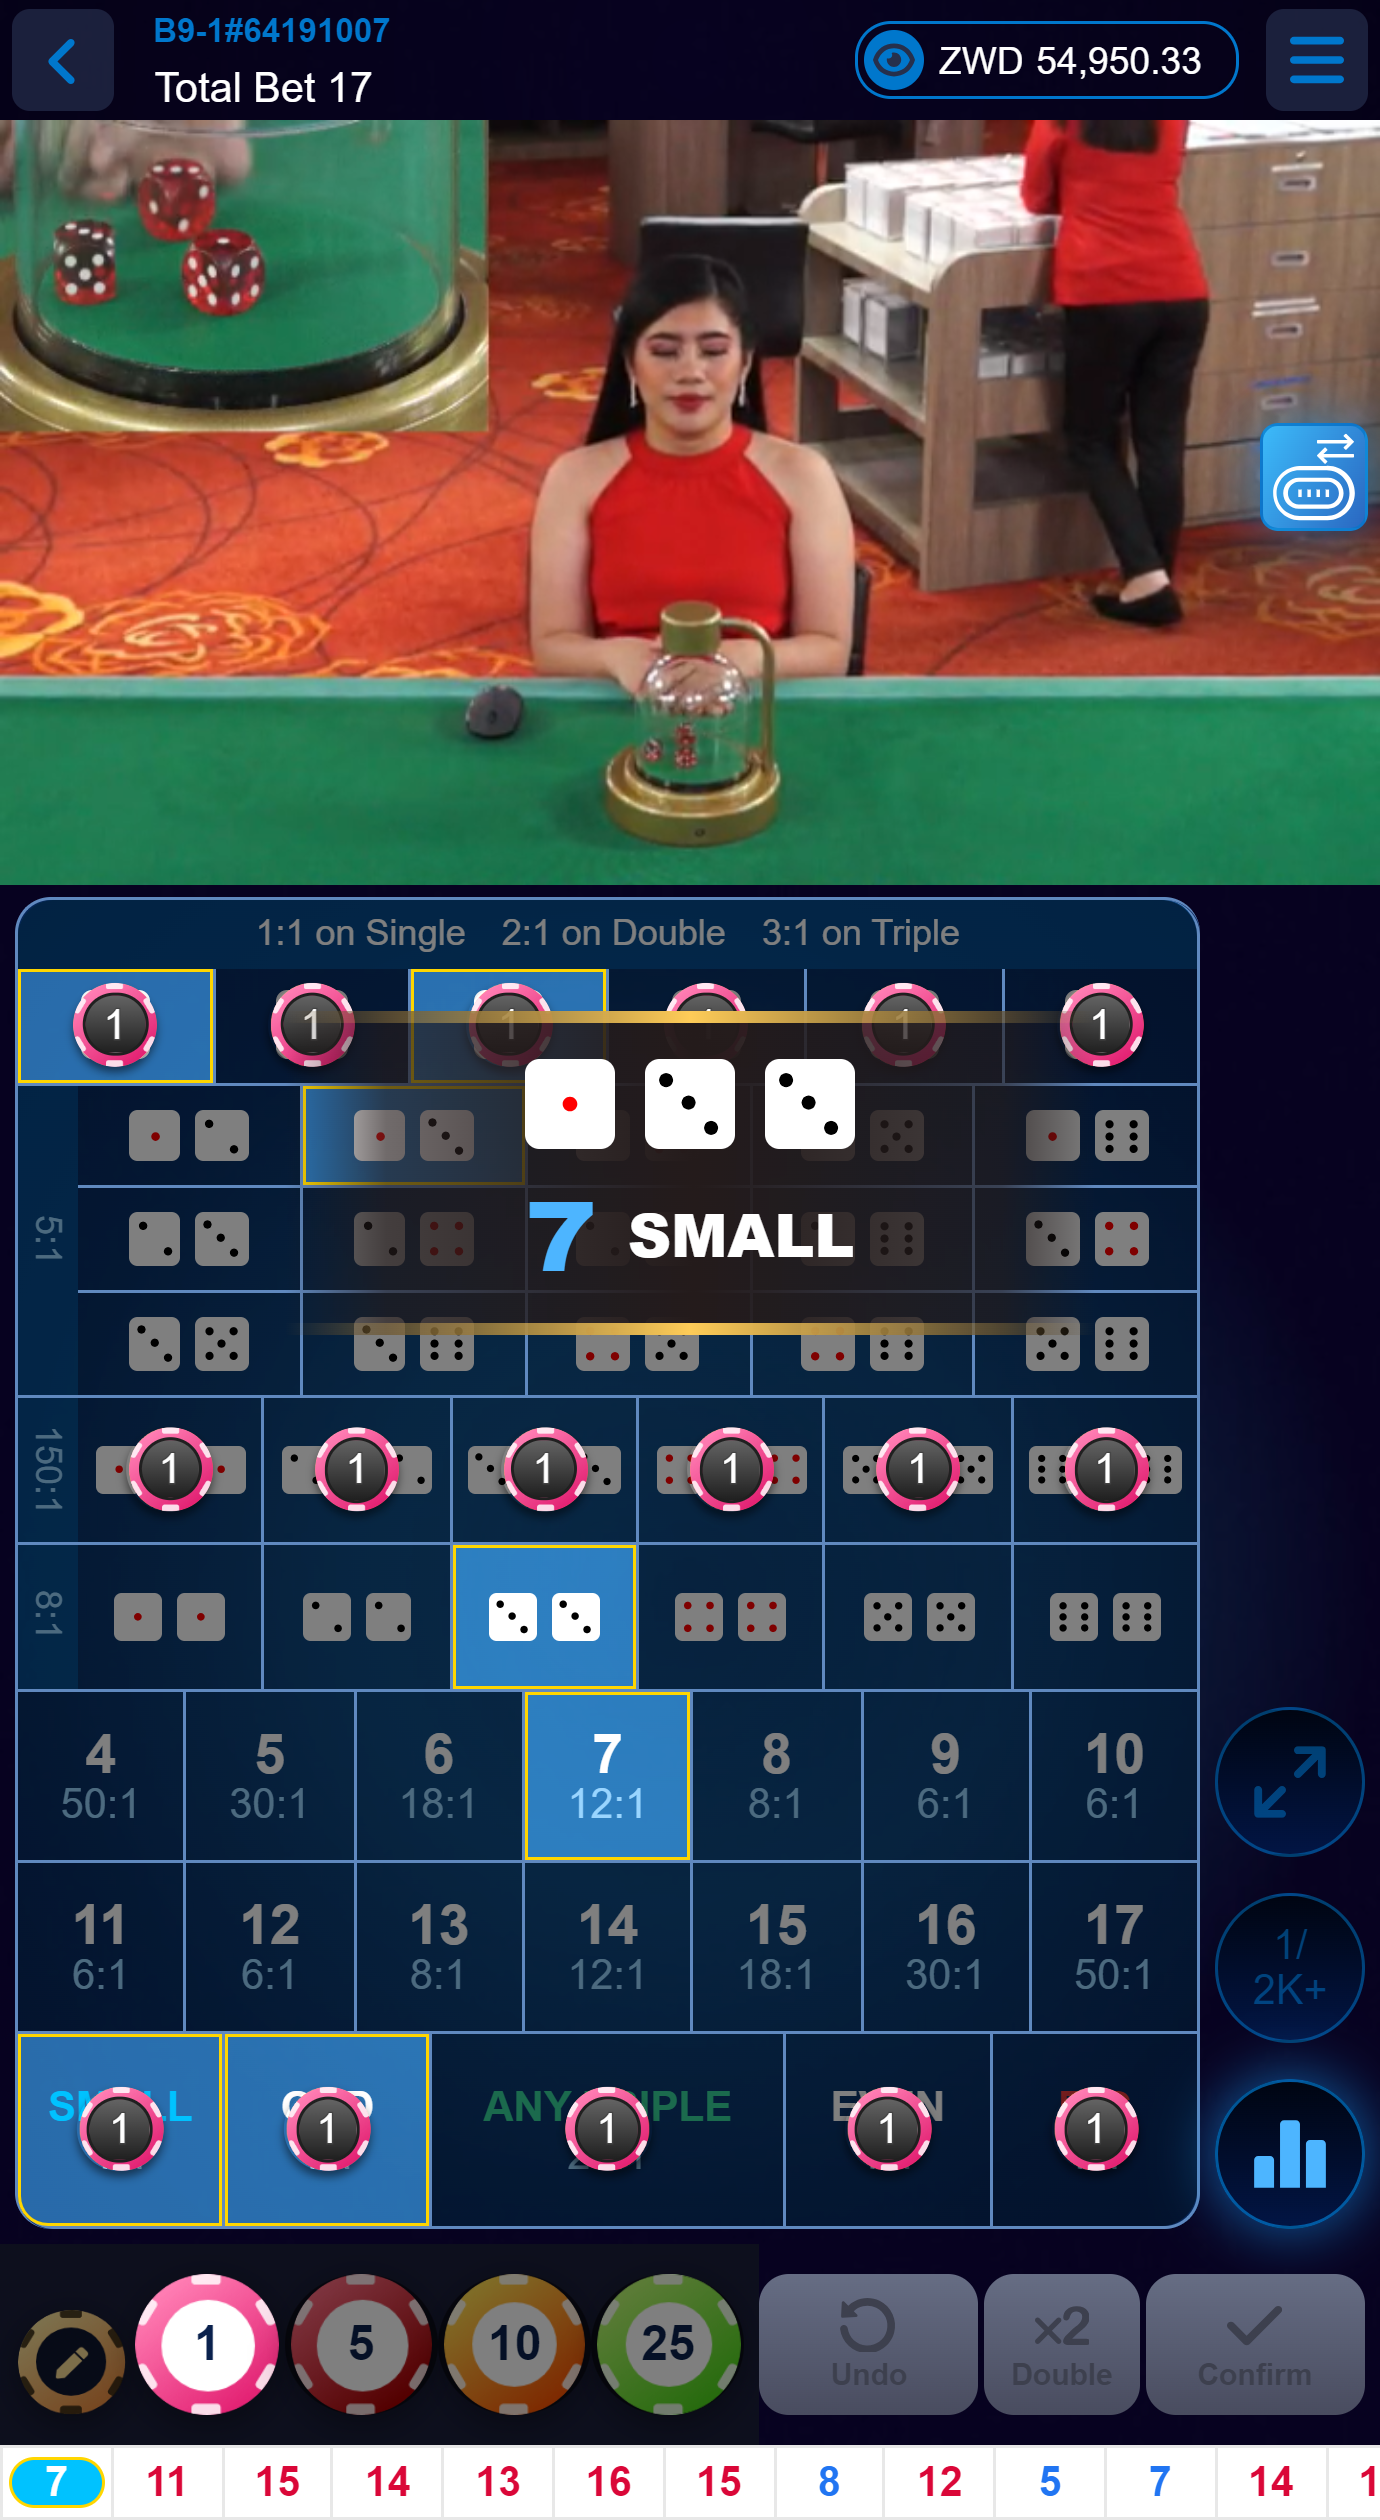 B9-1#64191007
Total Bet 17
ZWD 54,950.33
1:1 on Single 2:1 on Double 3:1 on Triple
1 1 1 1 1 1
7 SMALL
5:1
150:1
1 1 1 1 1 1
8:1
4 5 6 7 8 9 10
50:1 30:1 18:1 12:1 8:1 6:1 6:1
11 12 13 14 15 16 17
6:1 6:1 8:1 12:1 18:1 30:1 50:1
1/
2K+
1 1 1 1 1
1 5 10 25
x2
Undo Double Confirm
7 11 15 14 13 16 15 8 12 5 7 14